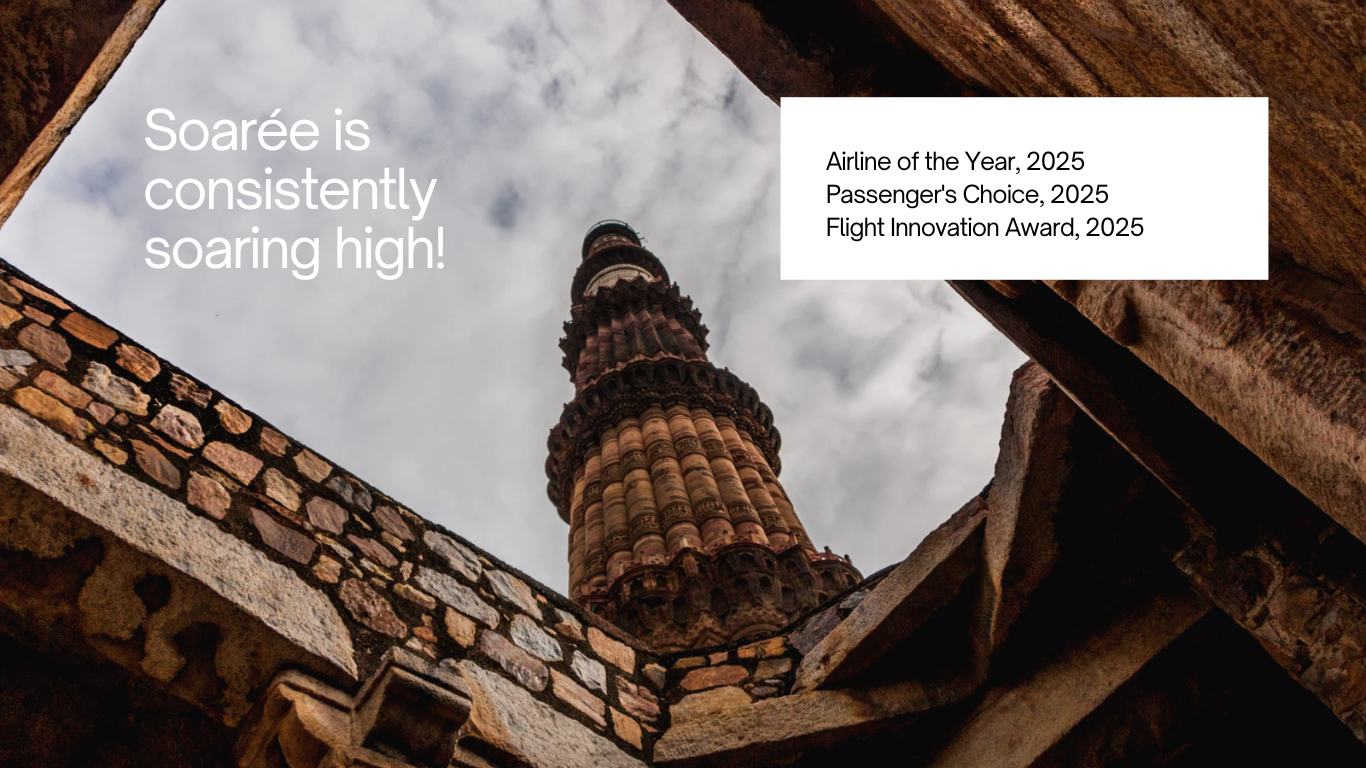 Soarée is
consistently
soaring high!
Airline of the Year, 2025
Passenger's Choice, 2025
Flight Innovation Award, 2025